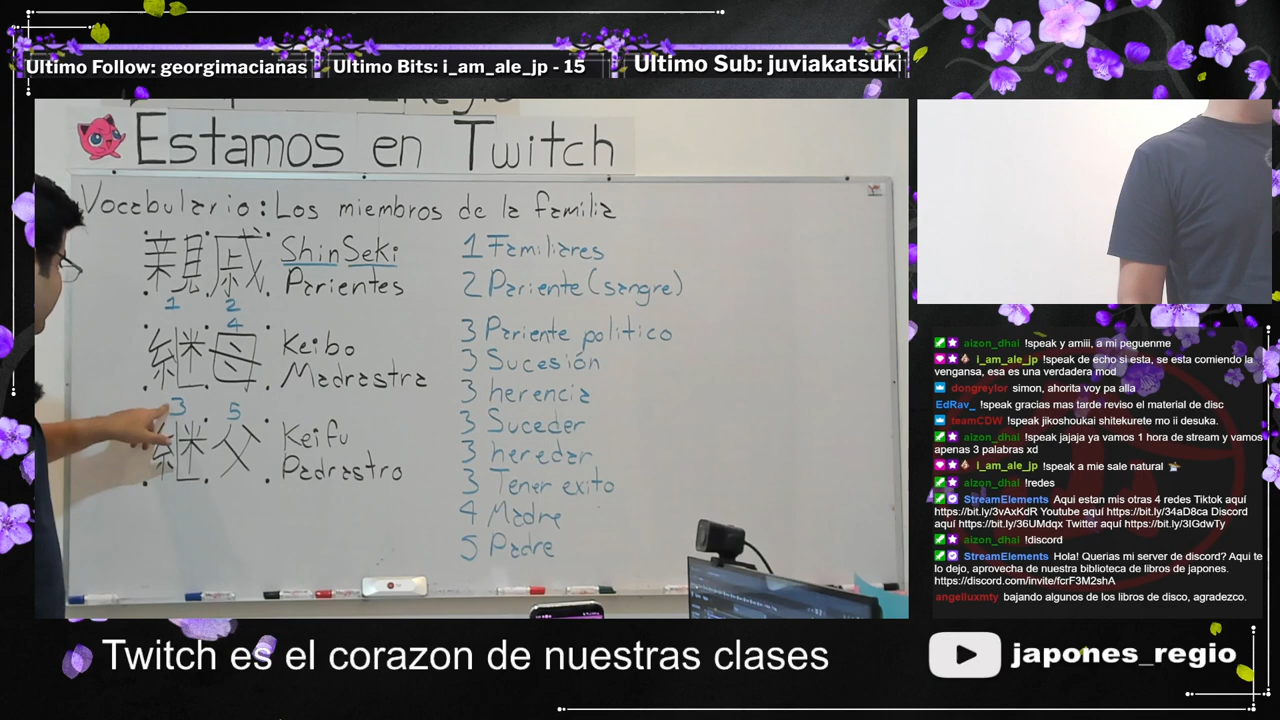 Ultimo Follow: georgimacianas
Ultimo Bits: i_am_ale_jp - 15
Ultimo Sub: juviakatsuki
Estamos en Twitch
Vocabulario: Los miembros de la familia
親戚 ShinSeki
Parientes
1 2
継母 Keibo
Madrastra
4
3 5
継父 Keifu
Padrastro
1 Familiares
2 Pariente (sangre)
3 Pariente politico
3 Sucesión
3 herencia
3 Suceder
3 heredar
3 Tener exito
4 Madre
5 Padre
aizon_dhai !speak y amiii, a mi peguenme
i_am_ale_jp !speak de echo si esta, se esta comiendo la
vengansa, esa es una verdadera mod
dongreylor simon, ahorita voy pa alla
EdRav_ !speak gracias mas tarde reviso el material de disc
teamCDW !speak jikoshoukai shitekurete mo ii desuka.
aizon_dhai !speak jajaja ya vamos 1 hora de stream y vamos
apenas 3 palabras xd
i_am_ale_jp !speak a mie sale natural
aizon_dhai !redes
StreamElements Aqui estan mis otras 4 redes Tiktok aquí
https://bit.ly/3vAxKdR Youtube aquí https://bit.ly/34aD8ca Discord
aquí https://bit.ly/36UMdqx Twitter aquí https://bit.ly/3IGdwTy
aizon_dhai !discord
StreamElements Hola! Querias mi server de discord? Aqui te
lo dejo, aprovecha de nuestra biblioteca de libros de japones.
https://discord.com/invite/fcrF3M2shA
angelluxmty bajando algunos de los libros de disco, agradezco.
Twitch es el corazon de nuestras clases
japones_regio